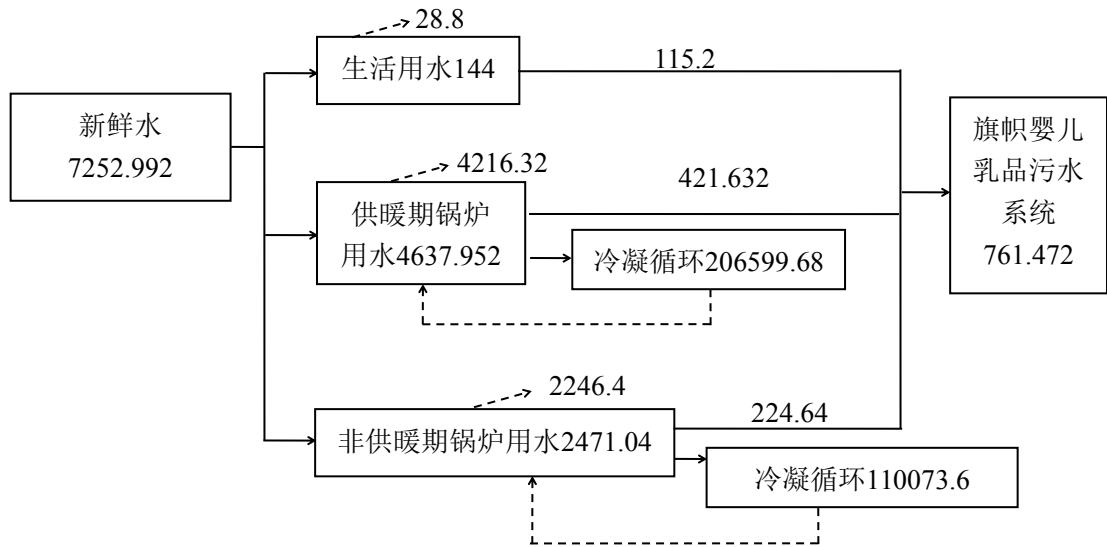 28.8
生活用水144
115.2
新鲜水
7252.992
旗帜婴儿
乳品污水
系统
761.472
4216.32
421.632
供暖期锅炉
用水4637.952
冷凝循环206599.68
2246.4
224.64
非供暖期锅炉用水2471.04
冷凝循环110073.6